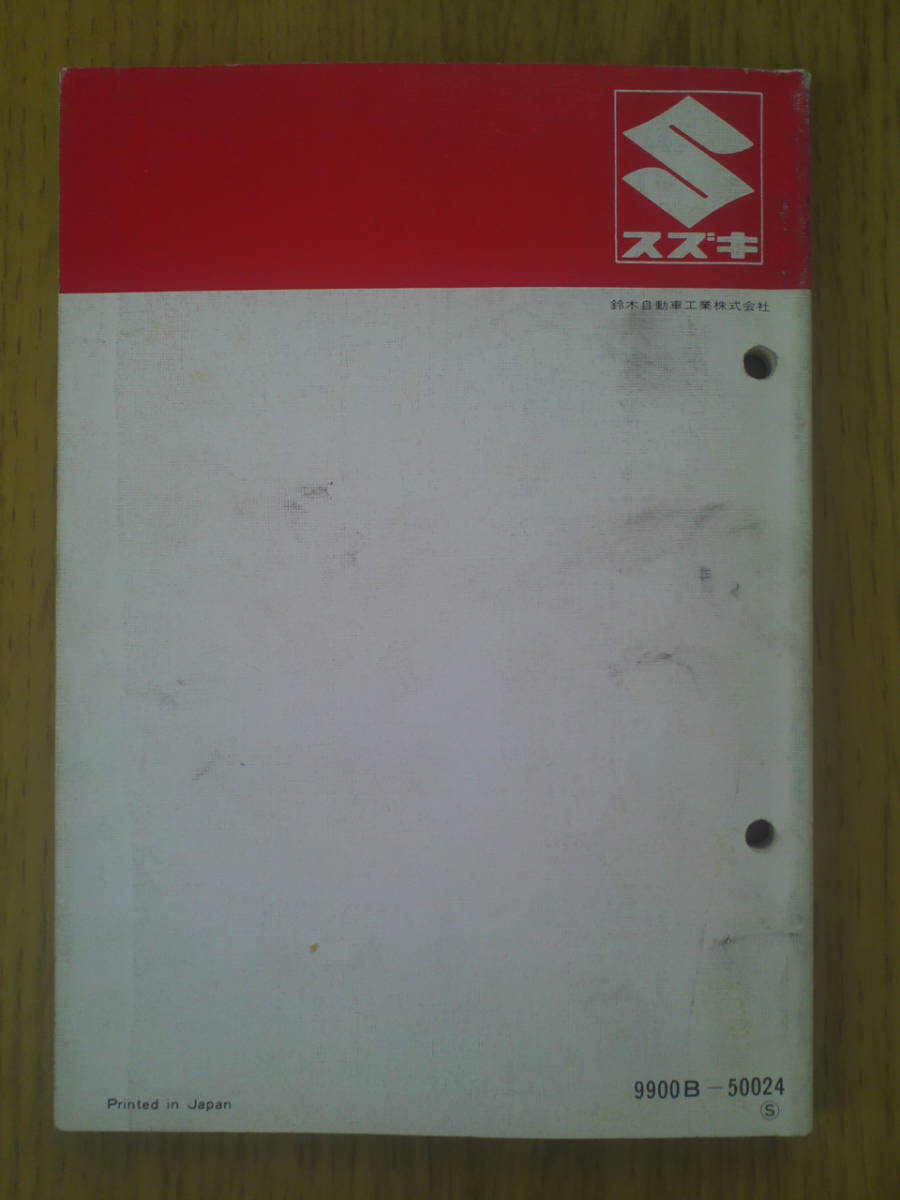 スズキ
鈴木自動車工業株式会社
9900B-50024
Ⓢ
Printed in Japan